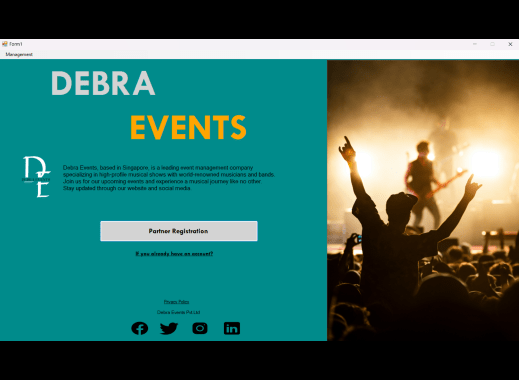 Form1
Management
DEBRA
EVENTS
D
E
Debra Events, based in Singapore, is a leading event management company
specializing in high-profile musical shows with world-renowned musicians and bands.
Join us for our upcoming events and experience a musical journey like no other.
Stay updated through our website and social media.
Partner Registration
If you already have an account?
Privacy Policy
Debra Events Pvt.Ltd